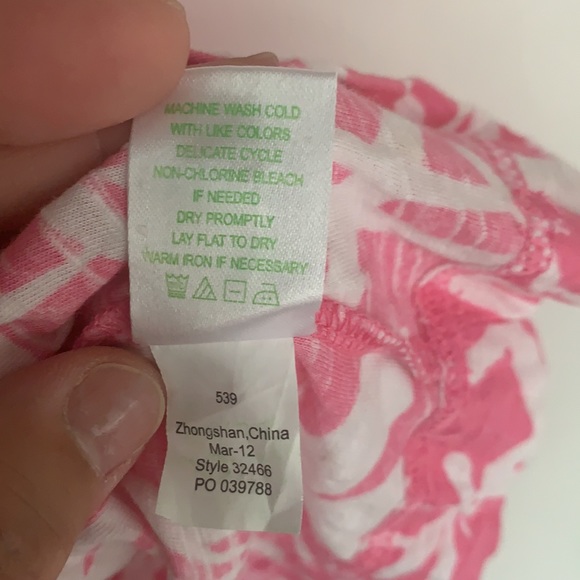 MACHINE WASH COLD
WITH LIKE COLORS
DELICATE CYCLE
NON-CHLORINE BLEACH
IF NEEDED
DRY PROMPTLY
LAY FLAT TO DRY
WARM IRON IF NECESSARY
539
Zhongshan,China
Mar-12
Style 32466
PO 039788